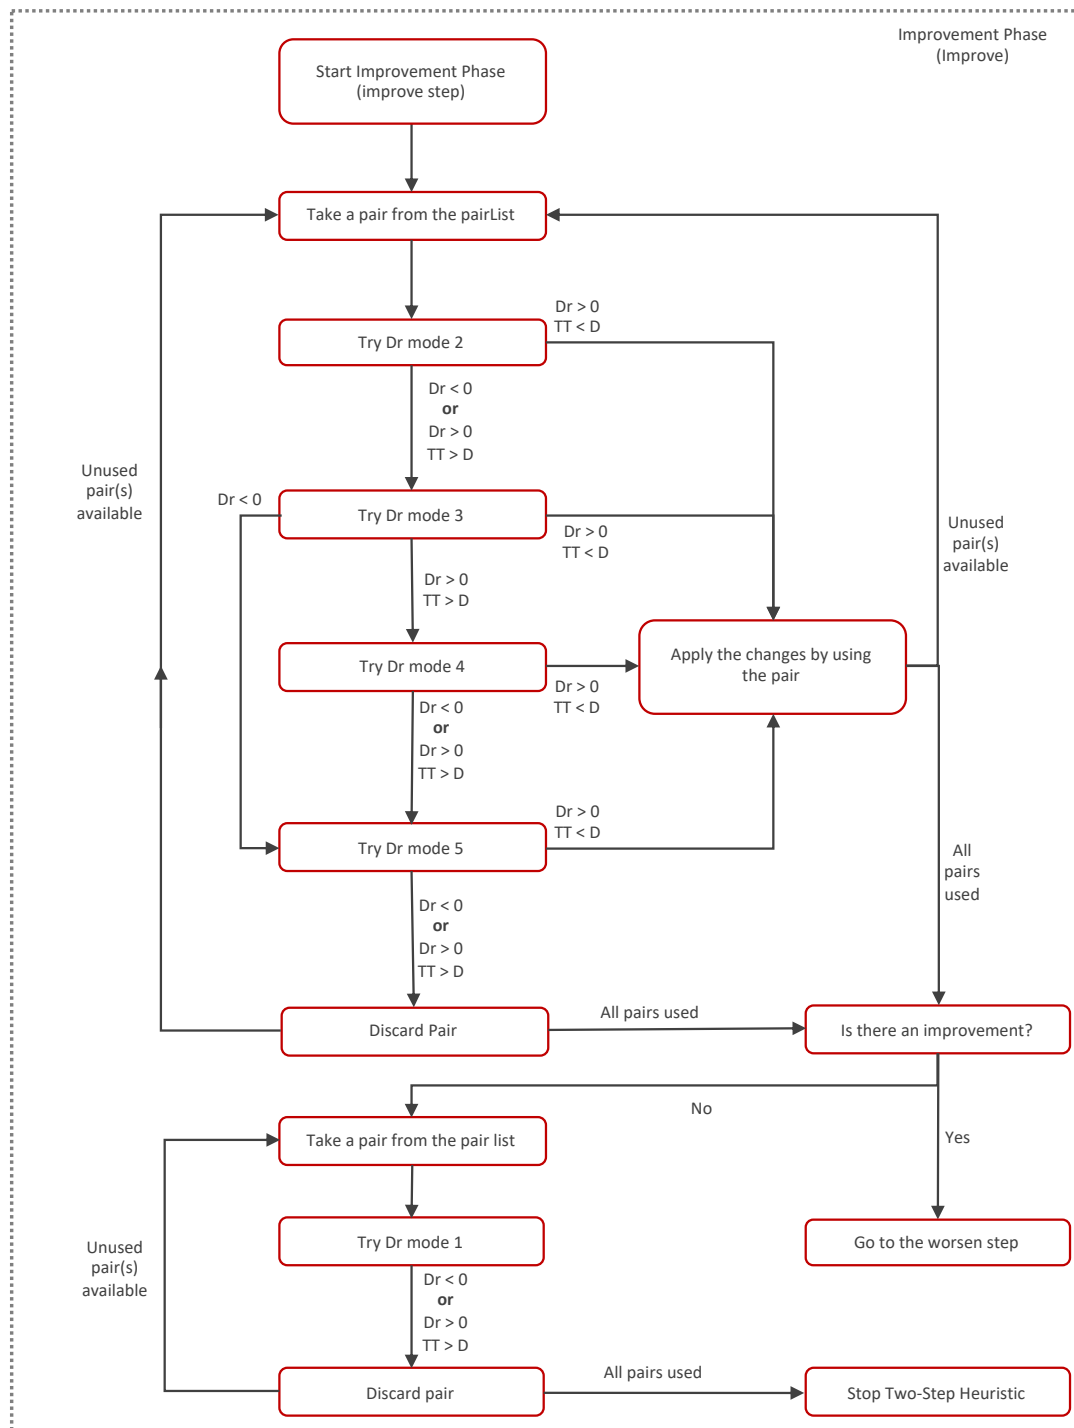 Improvement Phase
(Improve)
Start Improvement Phase
(improve step)
Take a pair from the pairList
Dr > 0
TT < D
Try Dr mode 2
Dr < 0
or
Dr > 0
TT > D
Unused
pair(s)
available
Dr < 0
Try Dr mode 3
Dr > 0
TT < D
Unused
pair(s)
available
Dr > 0
TT > D
Try Dr mode 4
Dr > 0
TT < D
Apply the changes by using
the pair
Dr < 0
or
Dr > 0
TT > D
Dr > 0
TT < D
Try Dr mode 5
All
pairs
used
Dr < 0
or
Dr > 0
TT > D
Discard Pair
All pairs used
Is there an improvement?
No
Yes
Take a pair from the pair list
Try Dr mode 1
Go to the worsen step
Unused
pair(s)
available
Dr < 0
or
Dr > 0
TT > D
Discard pair
All pairs used
Stop Two-Step Heuristic